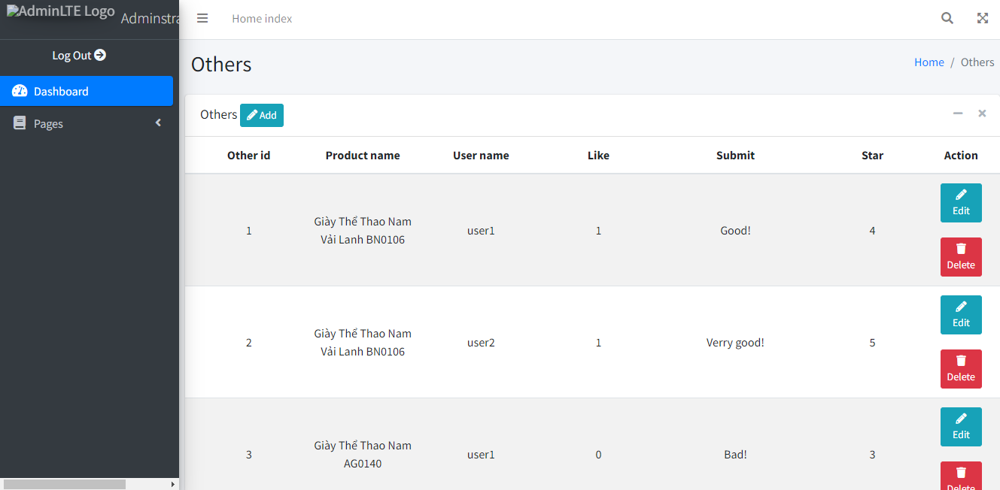 AdminLTE Logo
Adminstra
Home index
Log Out
Dashboard
Pages
Others
Home / Others
Others Add
Other id Product name User name Like Submit Star Action
1 Giày Thể Thao Nam Vải Lanh BN0106 user1 1 Good! 4 Edit
Delete
2 Giày Thể Thao Nam Vải Lanh BN0106 user2 1 Verry good! 5 Edit
Delete
3 Giày Thể Thao Nam AG0140 user1 0 Bad! 3 Edit
Delete